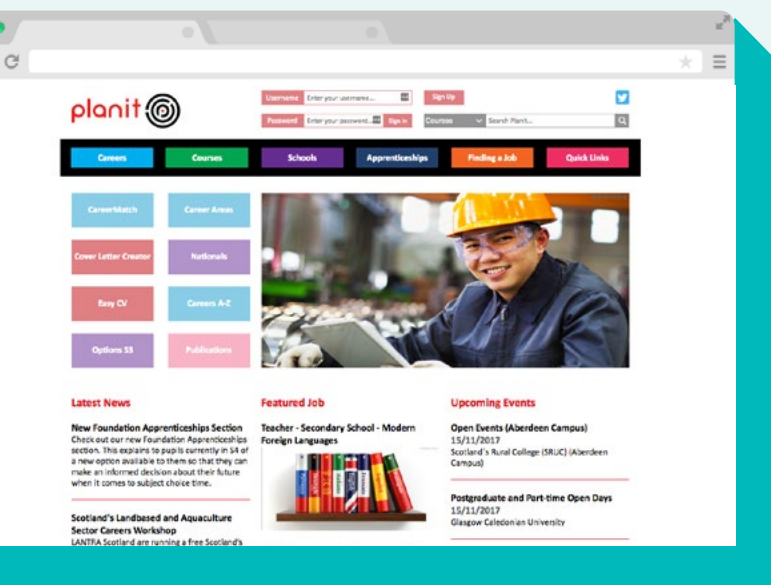 planit
Username
Enter your username...
Sign Up
Password
Enter your password...
Sign in
Courses
Search Planit...
Careers
Courses
Schools
Apprenticeships
Finding a Job
Quick Links
CareerMatch
Career Areas
Cover Letter Creator
Nationals
Easy CV
Careers A-Z
Options S3
Publications
Latest News
New Foundation Apprenticeships Section
Check out our new Foundation Apprenticeships
section. This explains to pupils currently in S4 of
a new option available to them so that they can
make an informed decision about their future
when it comes to subject choice time.
Scotland's Landbased and Aquaculture
Sector Careers Workshop
LANTRA Scotland are running a free Scotland's
Featured Job
Teacher - Secondary School - Modern
Foreign Languages
Upcoming Events
Open Events (Aberdeen Campus)
15/11/2017
Scotland's Rural College (SRUC) (Aberdeen
Campus)
Postgraduate and Part-time Open Days
15/11/2017
Glasgow Caledonian University